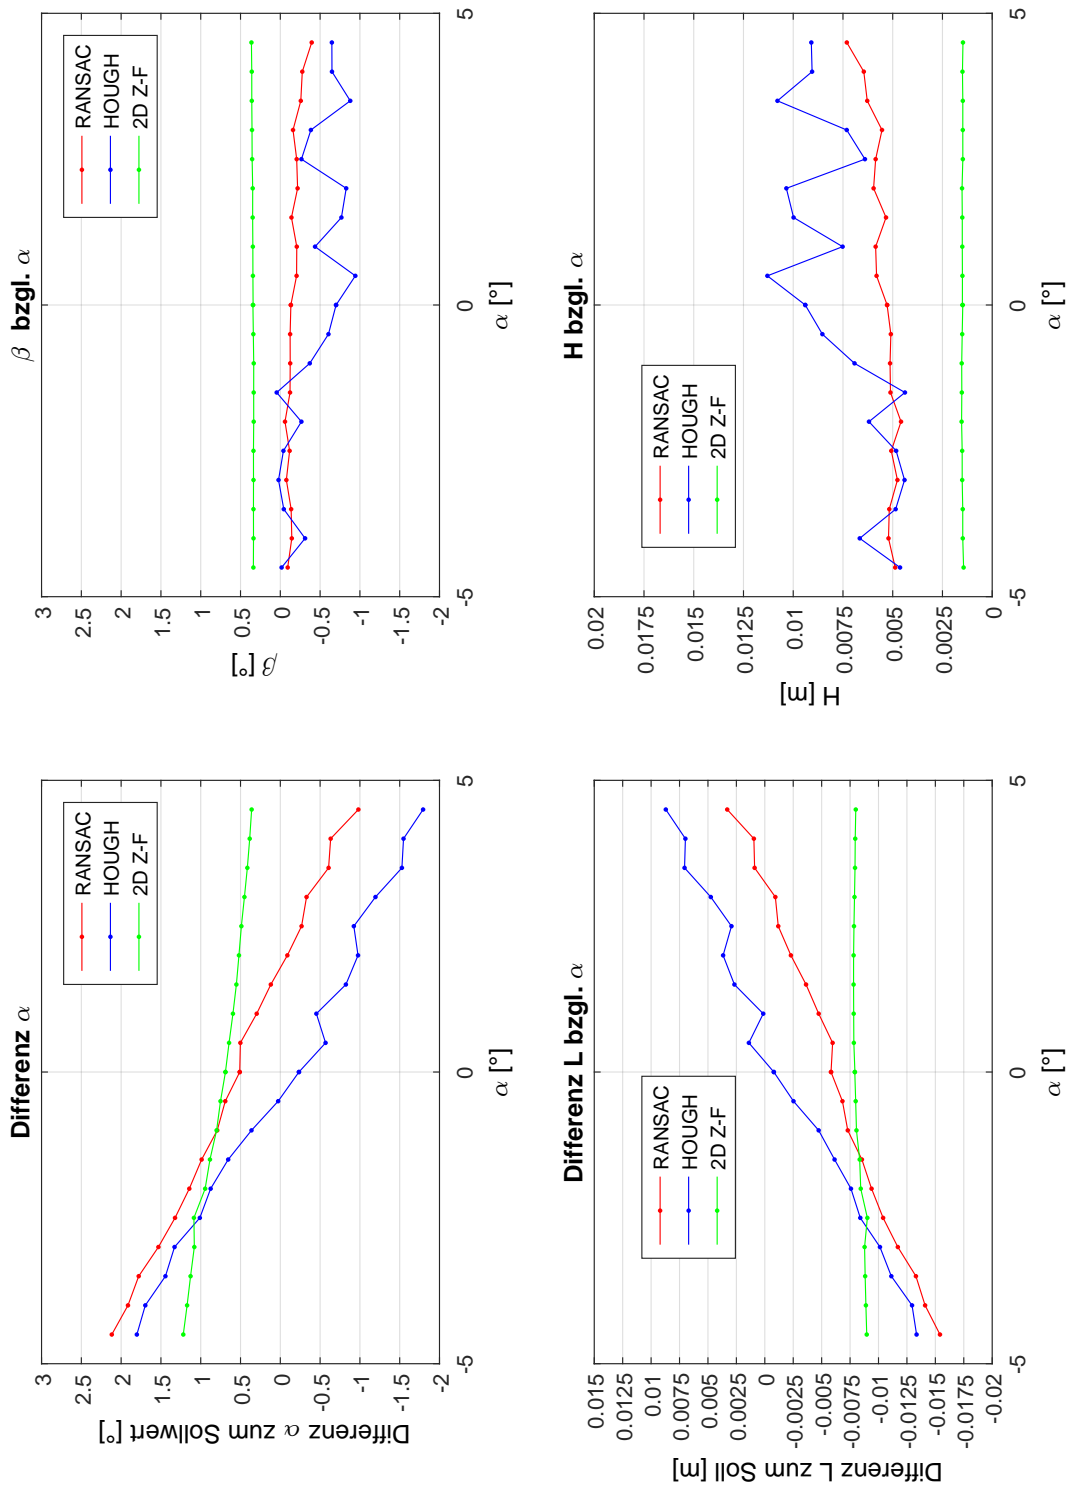 Differenz α
Differenz α zum Sollwert [°]
3
2.5
2
1.5
1
0.5
0
-0.5
-1
-1.5
-2
-5
0
5
α [°]
RANSAC
HOUGH
2D Z-F
β bzgl. α
β [°]
3
2.5
2
1.5
1
0.5
0
-0.5
-1
-1.5
-2
-5
0
5
α [°]
RANSAC
HOUGH
2D Z-F
Differenz L bzgl. α
Differenz L zum Soll [m]
0.015
0.0125
0.01
0.0075
0.005
0.0025
0
-0.0025
-0.005
-0.0075
-0.01
-0.0125
-0.015
-0.0175
-0.02
-5
0
5
α [°]
RANSAC
HOUGH
2D Z-F
H bzgl. α
H [m]
0.02
0.0175
0.015
0.0125
0.01
0.0075
0.005
0.0025
0
-5
0
5
α [°]
RANSAC
HOUGH
2D Z-F